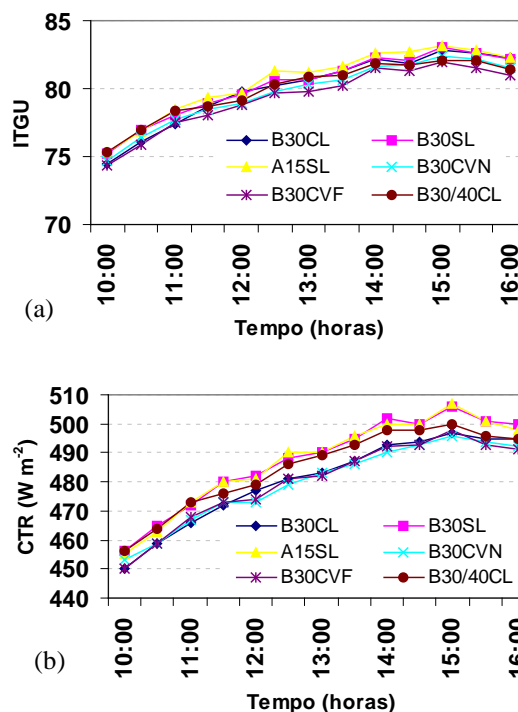 85
80
75
70
ITGU
B30CL
B30SL
A15SL
B30CVN
B30CVF
B30/40CL
10:00
11:00
12:00
13:00
14:00
15:00
16:00
Tempo (horas)
(a)
510
500
490
480
470
460
450
440
CTR (W m⁻²)
B30CL
B30SL
A15SL
B30CVN
B30CVF
B30/40CL
10:00
11:00
12:00
13:00
14:00
15:00
16:00
Tempo (horas)
(b)